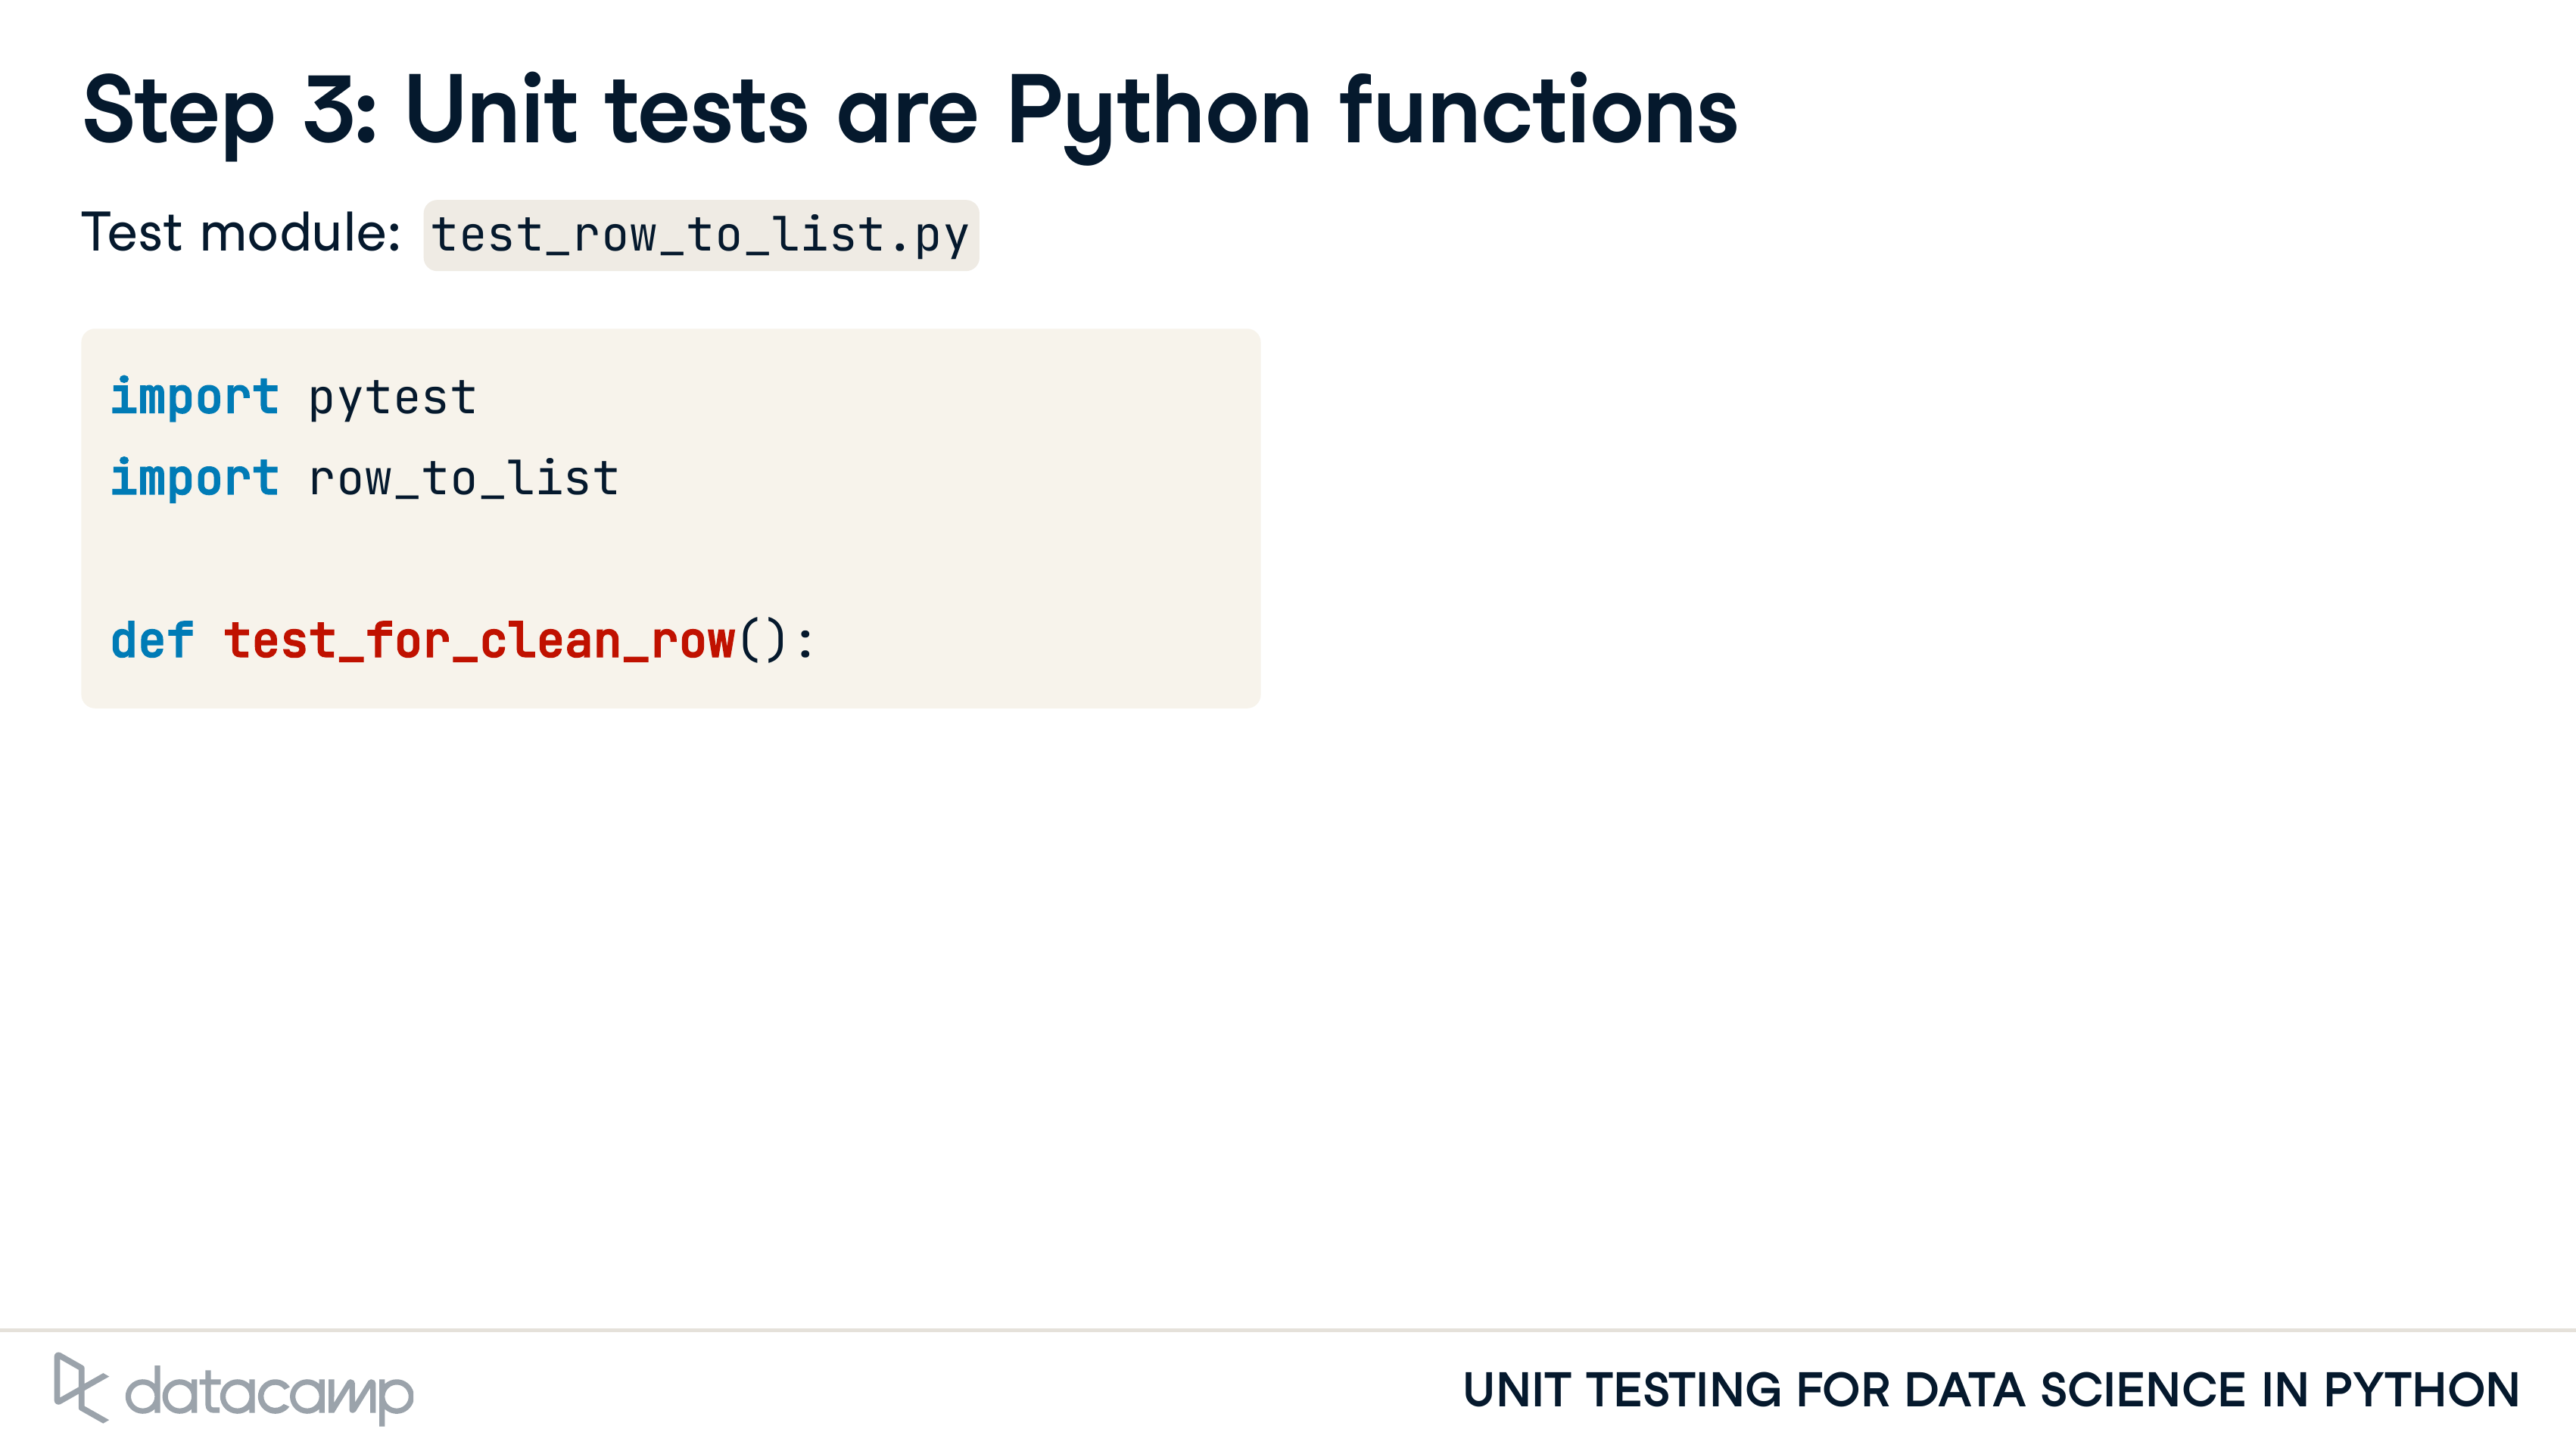 Step 3: Unit tests are Python functions
Test module: test_row_to_list.py
import pytest
import row_to_list
def test_for_clean_row():
datacamp
UNIT TESTING FOR DATA SCIENCE IN PYTHON